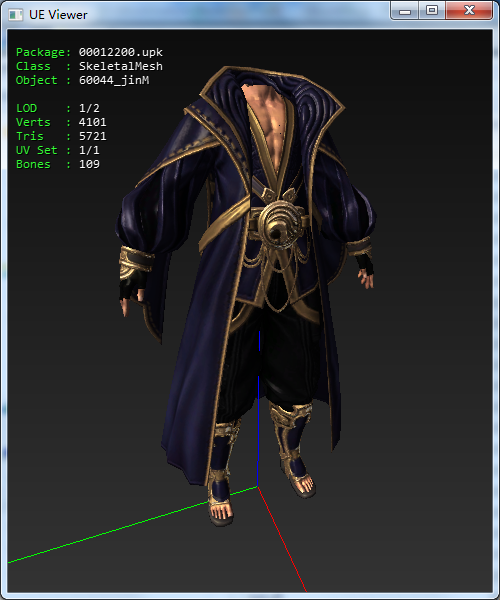 UE Viewer
Package: 00012200.upk
Class : SkeletalMesh
Object : 60044_jinM
LOD : 1/2
Verts : 4101
Tris : 5721
UV Set : 1/1
Bones : 109